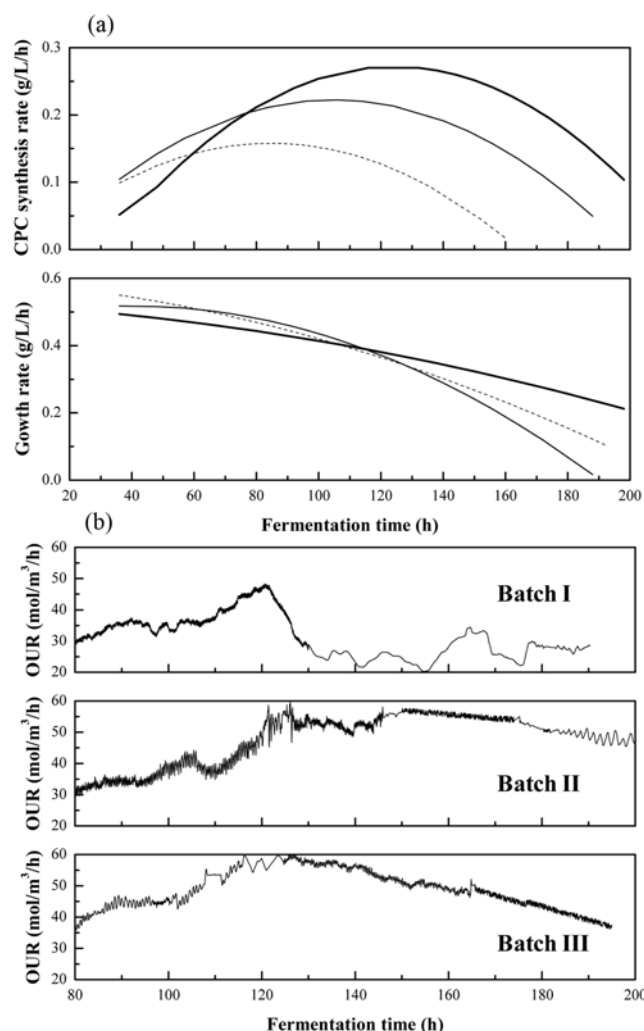 (a)
CPC synthesis rate (g/L/h)
0.3
0.2
0.1
0.0
Gowth rate (g/L/h)
0.6
0.4
0.2
0.0
20 40 60 80 100 120 140 160 180 200
Fermentation time (h)
(b)
OUR (mol/m³/h)
60
50
40
30
20
Batch I
OUR (mol/m³/h)
60
50
40
30
20
Batch II
OUR (mol/m³/h)
60
50
40
30
20
Batch III
80 100 120 140 160 180 200
Fermentation time (h)